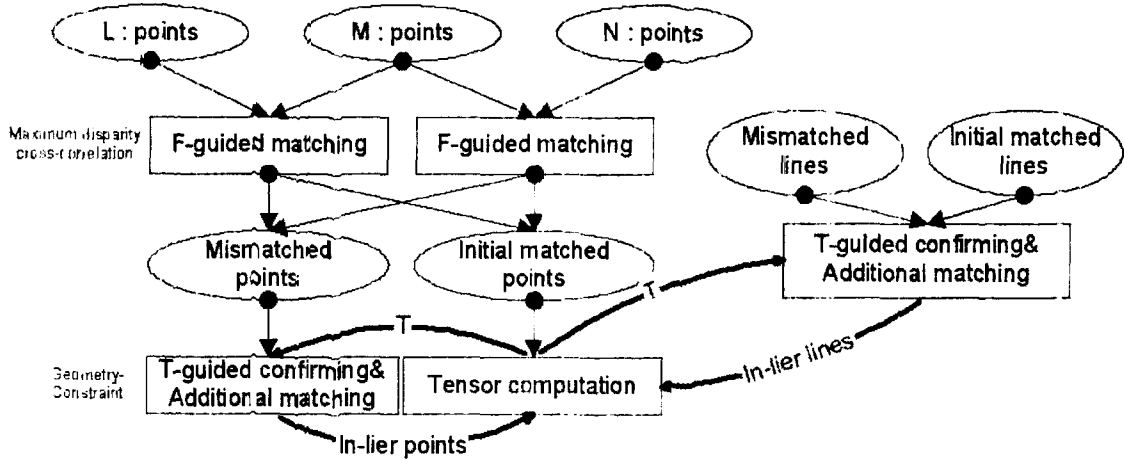 L : points
M : points
N : points
Maximum disparity
cross-correlation
F-guided matching
F-guided matching
Mismatched
lines
Initial matched
lines
Mismatched
points
Initial matched
points
T-guided confirming&
Additional matching
T
T
Geometry-
Constraint
T-guided confirming&
Additional matching
Tensor computation
In-lier lines
In-lier points